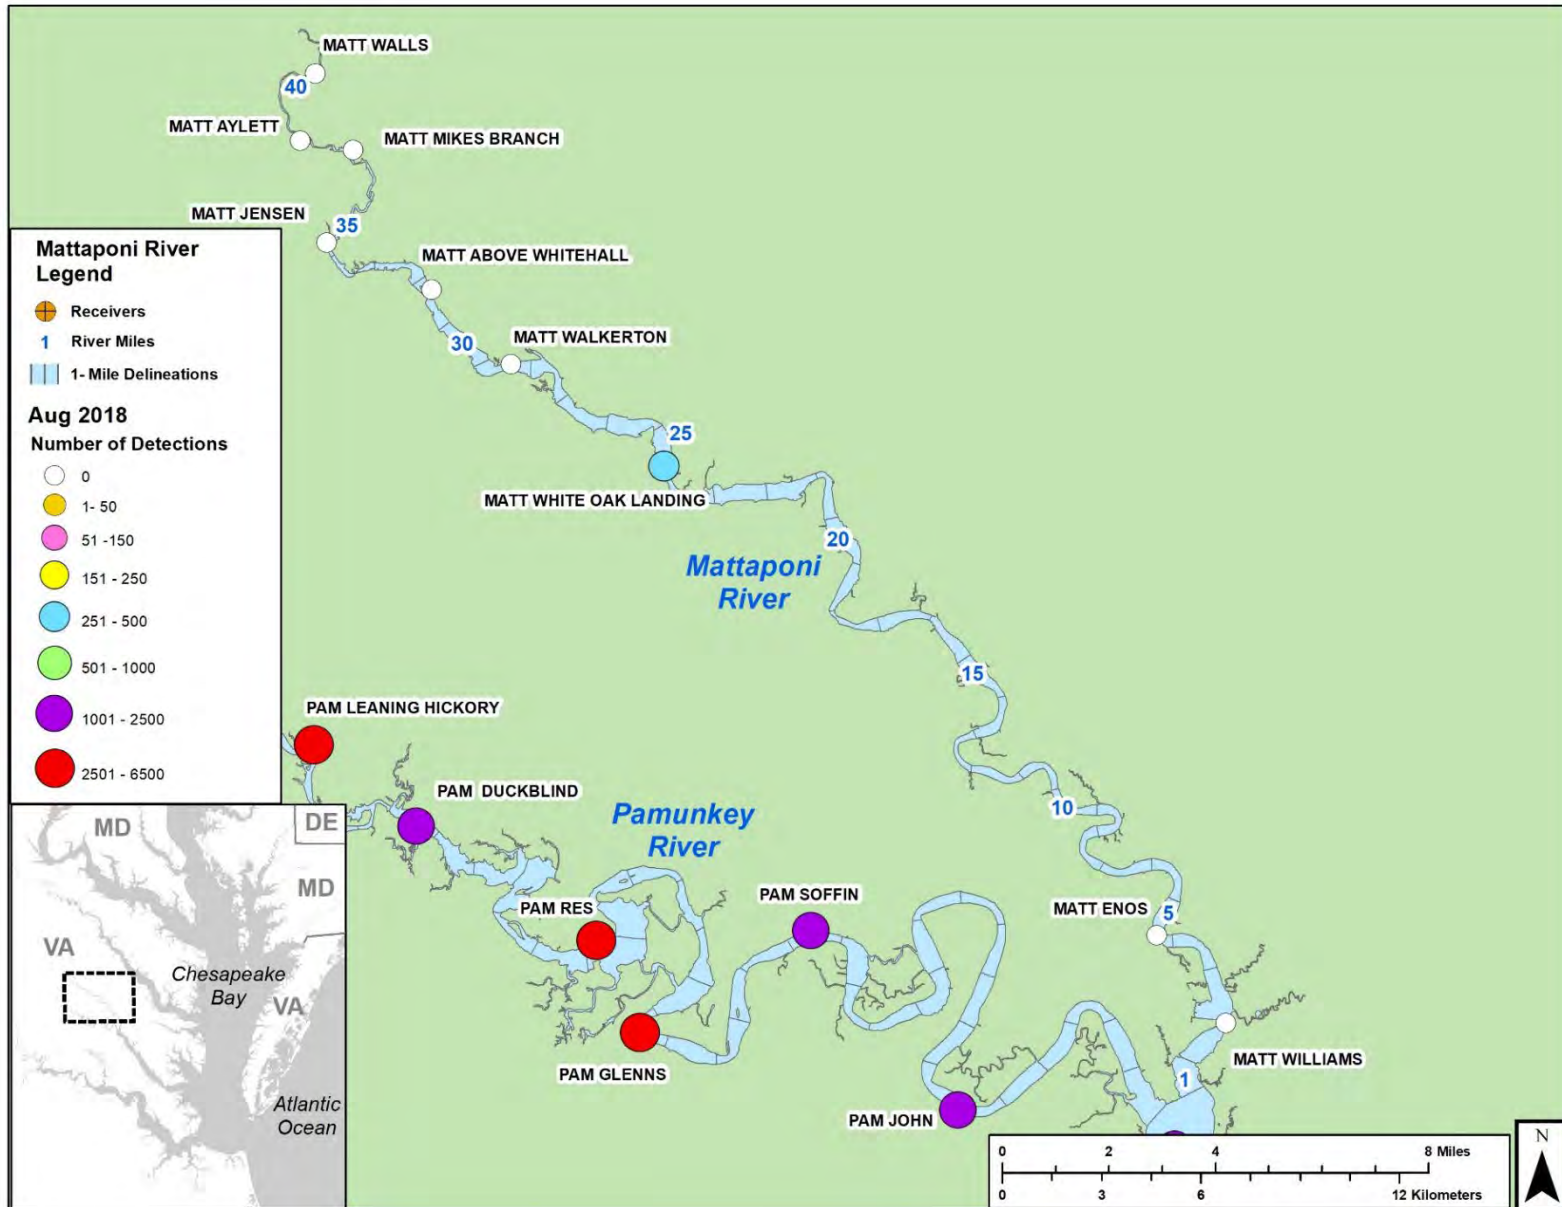 MATT WALLS
40
MATT AYLETT
MATT MIKES BRANCH
MATT JENSEN
35
MATT ABOVE WHITEHALL
30
MATT WALKERTON
25
MATT WHITE OAK LANDING
20
Mattaponi
River
15
10
5
MATT ENOS
MATT WILLIAMS
1
Mattaponi River
Legend
Receivers
1 River Miles
1- Mile Delineations
Aug 2018
Number of Detections
0
1- 50
51 -150
151 - 250
251 - 500
501 - 1000
1001 - 2500
2501 - 6500
PAM LEANING HICKORY
PAM DUCKBLIND
Pamunkey
River
PAM RES
PAM SOFFIN
PAM GLENNS
PAM JOHN
MD
DE
MD
VA
Chesapeake
Bay
VA
Atlantic
Ocean
0 2 4 8 Miles
0 3 6 12 Kilometers
N